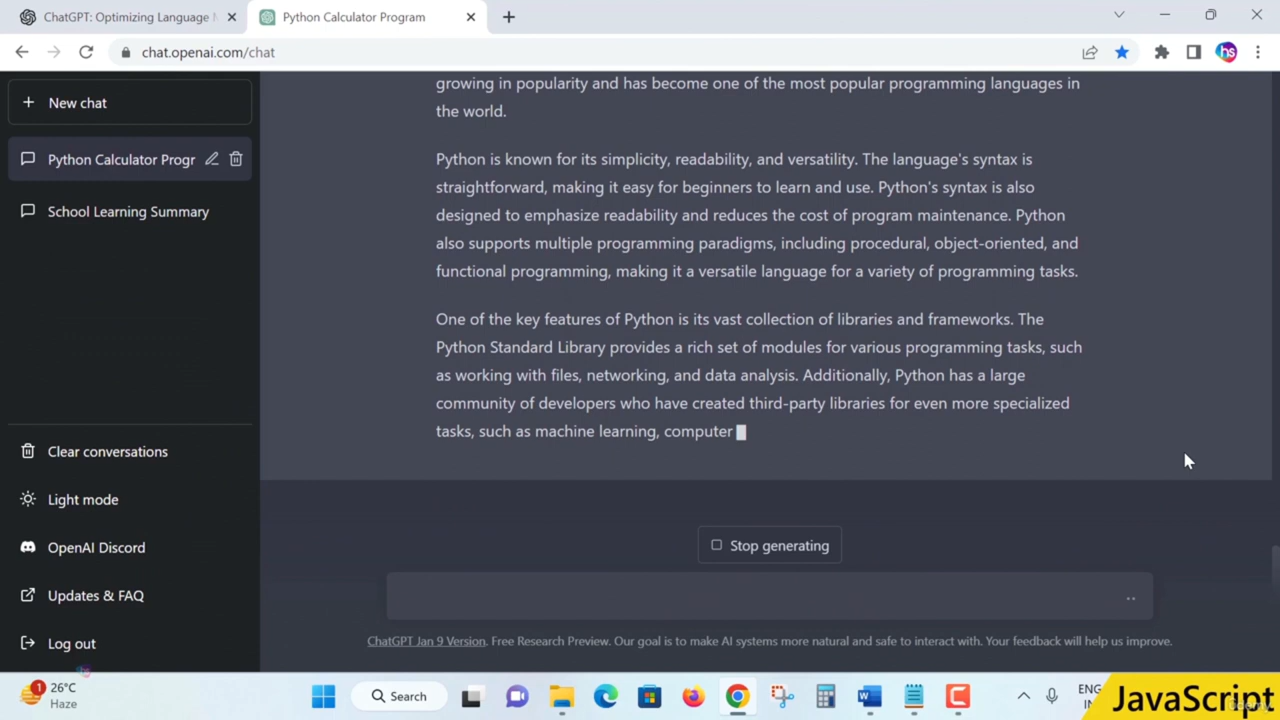 ChatGPT: Optimizing Language
Python Calculator Program
chat.openai.com/chat
hs
New chat
Python Calculator Progr
School Learning Summary
Clear conversations
Light mode
OpenAI Discord
Updates & FAQ
Log out
growing in popularity and has become one of the most popular programming languages in
the world.
Python is known for its simplicity, readability, and versatility. The language's syntax is
straightforward, making it easy for beginners to learn and use. Python's syntax is also
designed to emphasize readability and reduces the cost of program maintenance. Python
also supports multiple programming paradigms, including procedural, object-oriented, and
functional programming, making it a versatile language for a variety of programming tasks.
One of the key features of Python is its vast collection of libraries and frameworks. The
Python Standard Library provides a rich set of modules for various programming tasks, such
as working with files, networking, and data analysis. Additionally, Python has a large
community of developers who have created third-party libraries for even more specialized
tasks, such as machine learning, computer
Stop generating
ChatGPT Jan 9 Version. Free Research Preview. Our goal is to make AI systems more natural and safe to interact with. Your feedback will help us improve.
1
26°C
Haze
Search
ENG
IN
JavaScript
Udemy